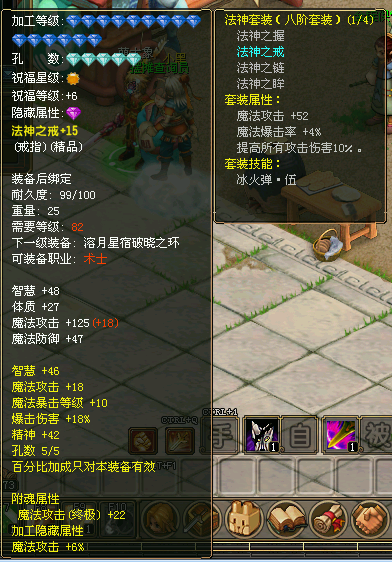 加工等级:
孔 数:
祝福星级:
祝福等级:+6
隐藏属性:
法神之戒+15
(戒指)(精品)
装备后绑定
耐久度: 99/100
重量: 25
需要等级: 82
下一级装备: 溶月星宿破晓之环
可装备职业: 术士
智慧 +48
体质 +27
魔法攻击 +125(+18)
魔法防御 +47
智慧 +46
魔法攻击 +18
魔法暴击等级 +10
爆击伤害 +18%
精神 +42
孔数 5/5
百分比加成只对本装备有效
附魂属性
魔法攻击(终极) +22
加工隐藏属性
魔法攻击 +6%
法神套装(八阶套装)(1/4)
法神之握
法神之戒
法神之链
法神之眸
套装属性:
魔法攻击 +52
魔法爆击率 +4%
提高所有攻击伤害10%。
套装技能:
冰火弹·伍
CTRL+1
CTRL+Q
手
1
自
1
被
73